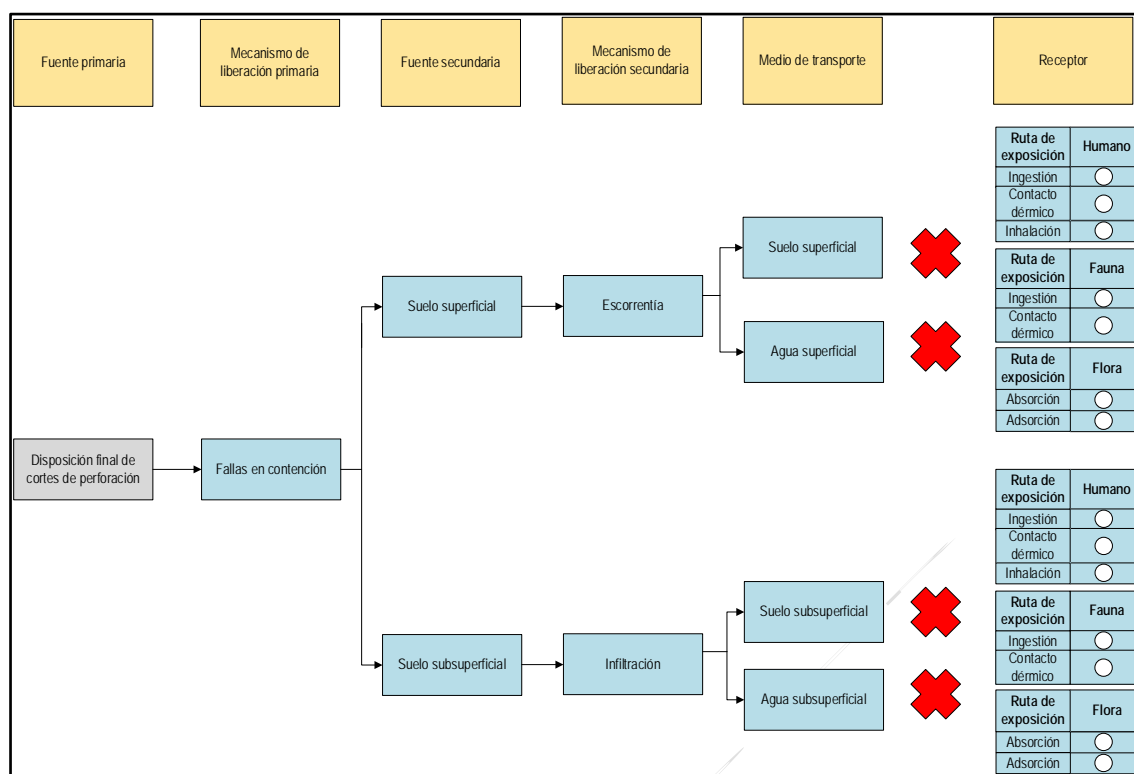 Fuente primaria
Mecanismo de
liberación primaria
Fuente secundaria
Mecanismo de
liberación secundaria
Medio de transporte
Receptor
Ruta de
exposición
Humano
Ingestión
Contacto
dérmico
Inhalación
Ruta de
exposición
Fauna
Ingestión
Contacto
dérmico
Ruta de
exposición
Flora
Absorción
Adsorción
Suelo superficial
Suelo superficial
Escorrentía
Agua superficial
Disposición final de
cortes de perforación
Fallas en contención
Ruta de
exposición
Humano
Ingestión
Contacto
dérmico
Inhalación
Ruta de
exposición
Fauna
Ingestión
Contacto
dérmico
Ruta de
exposición
Flora
Absorción
Adsorción
Suelo subsuperficial
Suelo subsuperficial
Infiltración
Agua subsuperficial